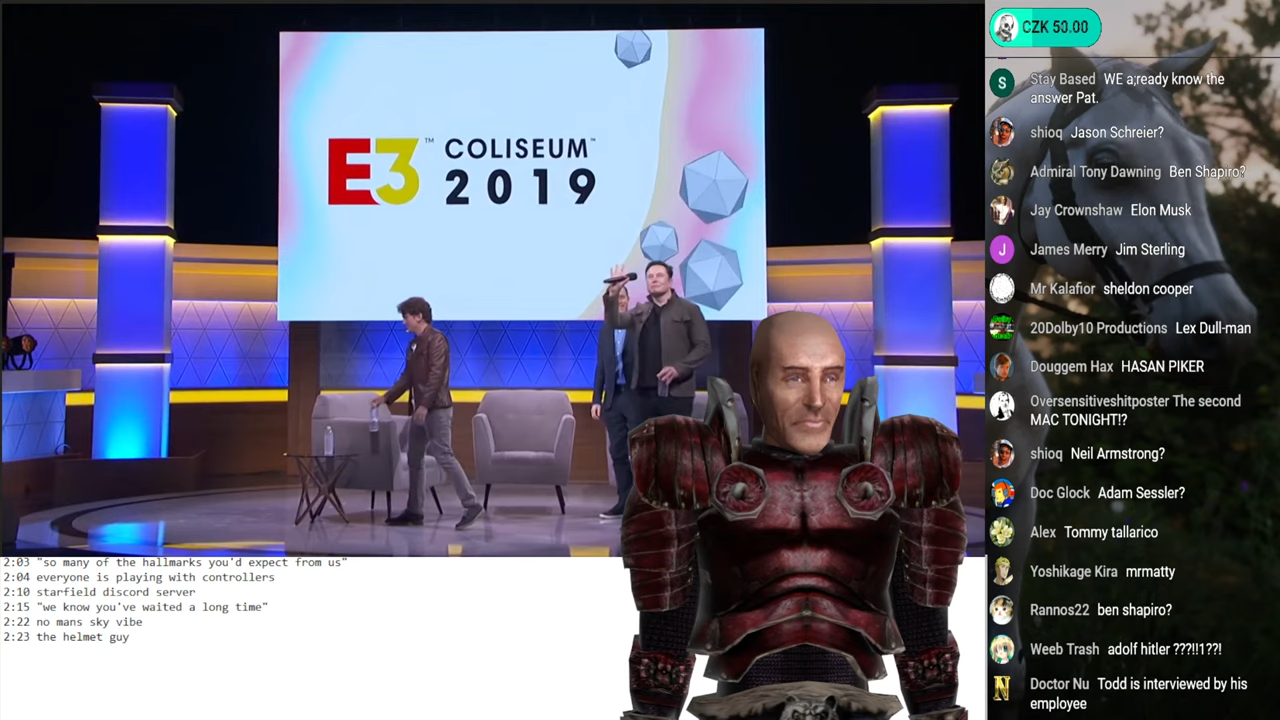 E3™ COLISEUM™
2019
2:03 "so many of the hallmarks you'd expect from us"
2:04 everyone is playing with controllers
2:10 starfield discord server
2:15 "we know you've waited a long time"
2:22 no mans sky vibe
2:23 the helmet guy
CZK 50.00
S
Stay Based WE a;ready know the
answer Pat.
shioq Jason Schreier?
Admiral Tony Dawning Ben Shapiro?
Jay Crownshaw Elon Musk
J
James Merry Jim Sterling
Mr Kalafior sheldon cooper
20Dolby10 Productions Lex Dull-man
Douggem Hax HASAN PIKER
Oversensitiveshitposter The second
MAC TONIGHT!?
shioq Neil Armstrong?
Doc Glock Adam Sessler?
Alex Tommy tallarico
Yoshikage Kira mrmatty
Rannos22 ben shapiro?
Weeb Trash adolf hitler ???!!1??!
N
Doctor Nu Todd is interviewed by his
employee